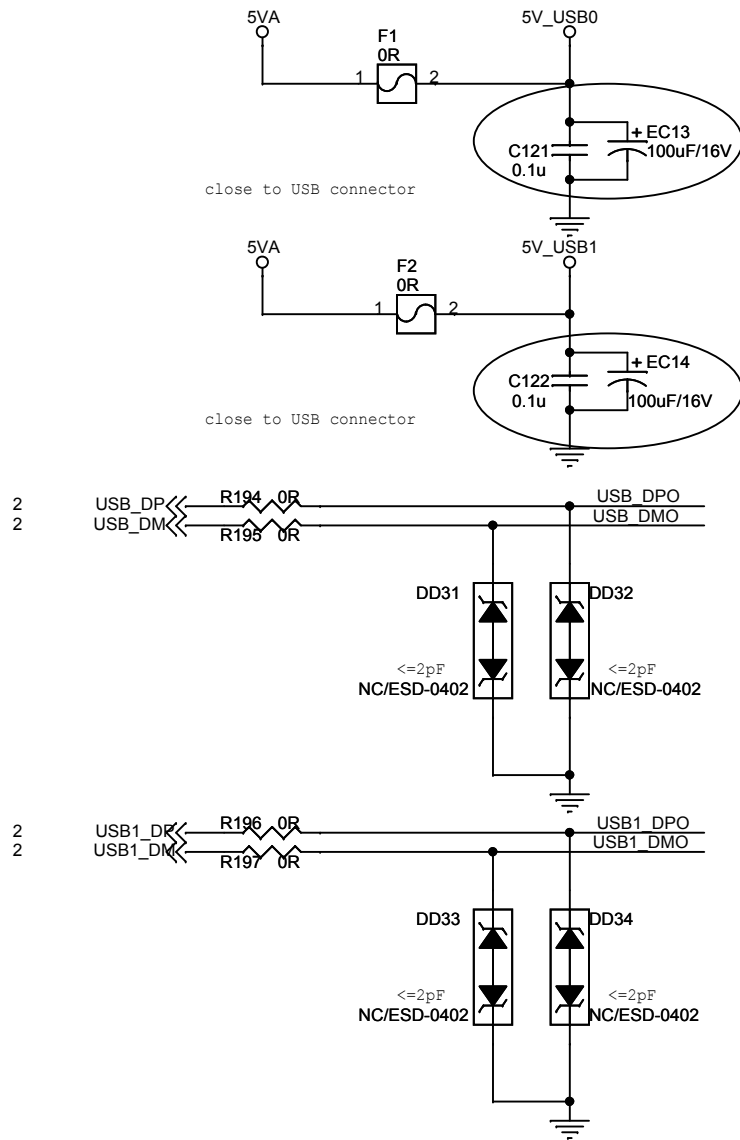 5VA 5V_USB0
F1
0R
1 2
C121
0.1u
+ EC13
100uF/16V
close to USB connector
5VA 5V_USB1
F2
0R
1 2
C122
0.1u
+ EC14
100uF/16V
close to USB connector
2 USB_DP R194 0R USB_DPO
2 USB_DM R195 0R USB_DMO
DD31 DD32
<=2pF <=2pF
NC/ESD-0402 NC/ESD-0402
2 USB1_DP R196 0R USB1_DPO
2 USB1_DM R197 0R USB1_DMO
DD33 DD34
<=2pF <=2pF
NC/ESD-0402 NC/ESD-0402